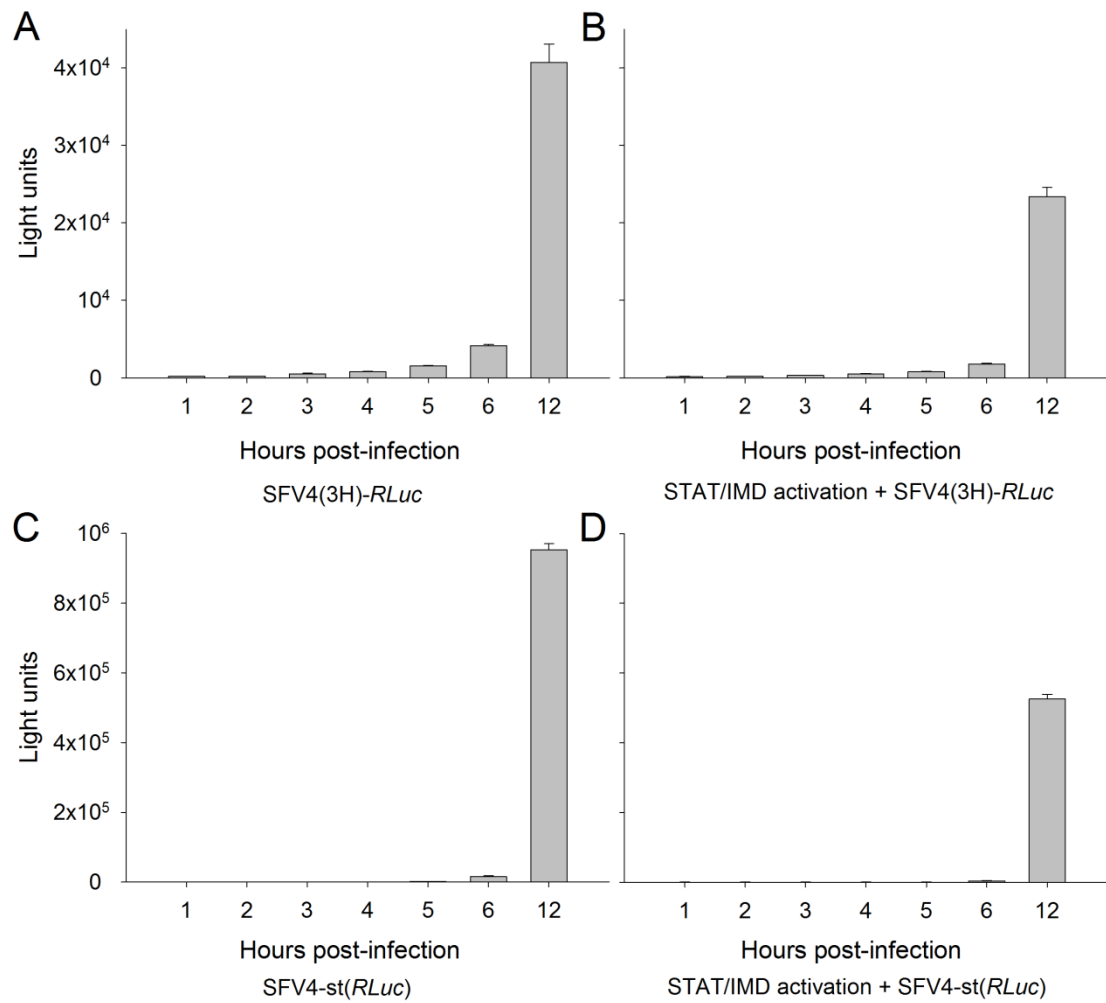 A
B
Light units
4x10⁴
3x10⁴
2x10⁴
10⁴
0
1 2 3 4 5 6 12
1 2 3 4 5 6 12
Hours post-infection
Hours post-infection
SFV4(3H)-RLuc
STAT/IMD activation + SFV4(3H)-RLuc
C
D
Light units
10⁶
8x10⁵
6x10⁵
4x10⁵
2x10⁵
0
1 2 3 4 5 6 12
1 2 3 4 5 6 12
Hours post-infection
Hours post-infection
SFV4-st(RLuc)
STAT/IMD activation + SFV4-st(RLuc)